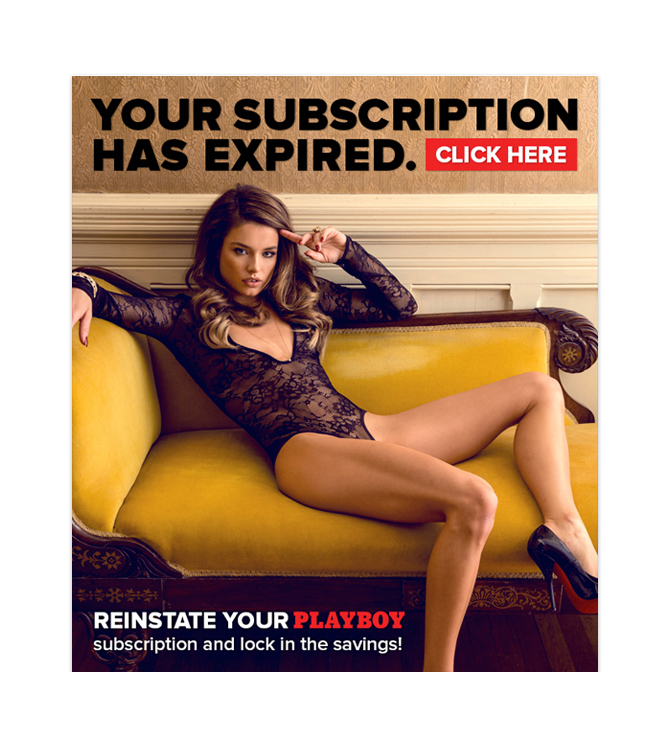 YOUR SUBSCRIPTION
HAS EXPIRED. CLICK HERE
REINSTATE YOUR PLAYBOY
subscription and lock in the savings!